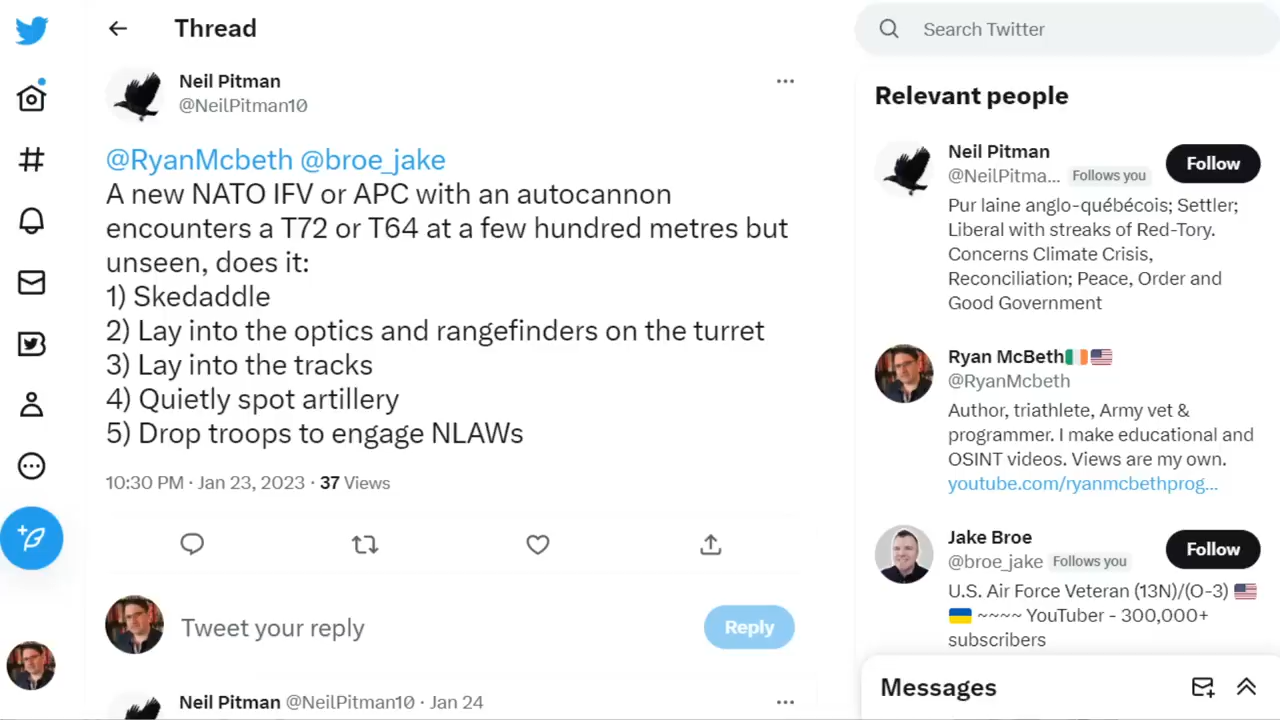 Thread
Neil Pitman
@NeilPitman10
@RyanMcbeth @broe_jake
A new NATO IFV or APC with an autocannon
encounters a T72 or T64 at a few hundred metres but
unseen, does it:
1) Skedaddle
2) Lay into the optics and rangefinders on the turret
3) Lay into the tracks
4) Quietly spot artillery
5) Drop troops to engage NLAWs
10:30 PM · Jan 23, 2023 · 37 Views
Tweet your reply
Reply
Neil Pitman @NeilPitman10 · Jan 24
Search Twitter
Relevant people
Neil Pitman
@NeilPitma... Follows you
Follow
Pur laine anglo-québécois; Settler;
Liberal with streaks of Red-Tory.
Concerns Climate Crisis,
Reconciliation; Peace, Order and
Good Government
Ryan McBeth🇮🇪🇺🇸
@RyanMcbeth
Author, triathlete, Army vet &
programmer. I make educational and
OSINT videos. Views are my own.
youtube.com/ryanmcbethprog...
Jake Broe
@broe_jake Follows you
Follow
U.S. Air Force Veteran (13N)/(O-3) 🇺🇸
🇺🇦 ~~~~ YouTuber - 300,000+
subscribers
Messages